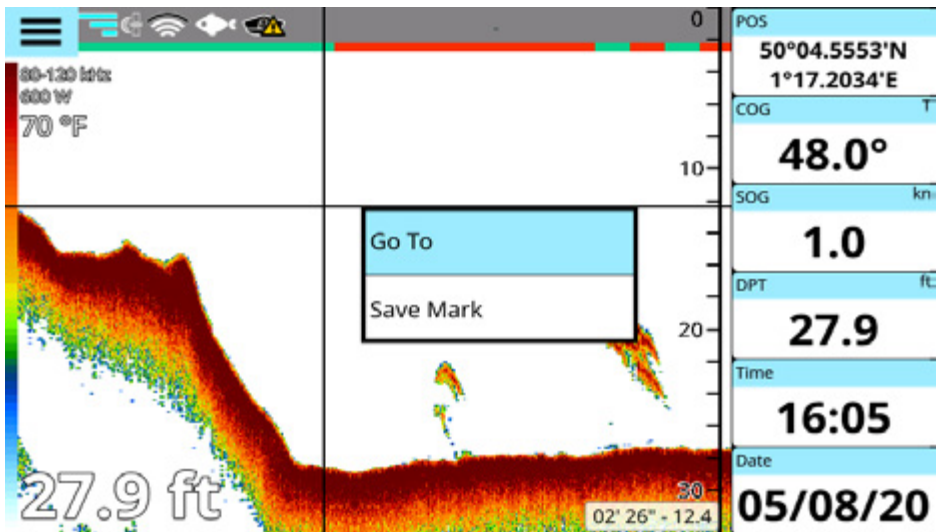 80-120 kHz
600 W
70 °F
0
10
20
30
Go To
Save Mark
27.9 ft
02' 26" - 12.4
POS
50°04.5553'N
1°17.2034'E
COG T
48.0°
SOG kn
1.0
DPT ft
27.9
Time
16:05
Date
05/08/20